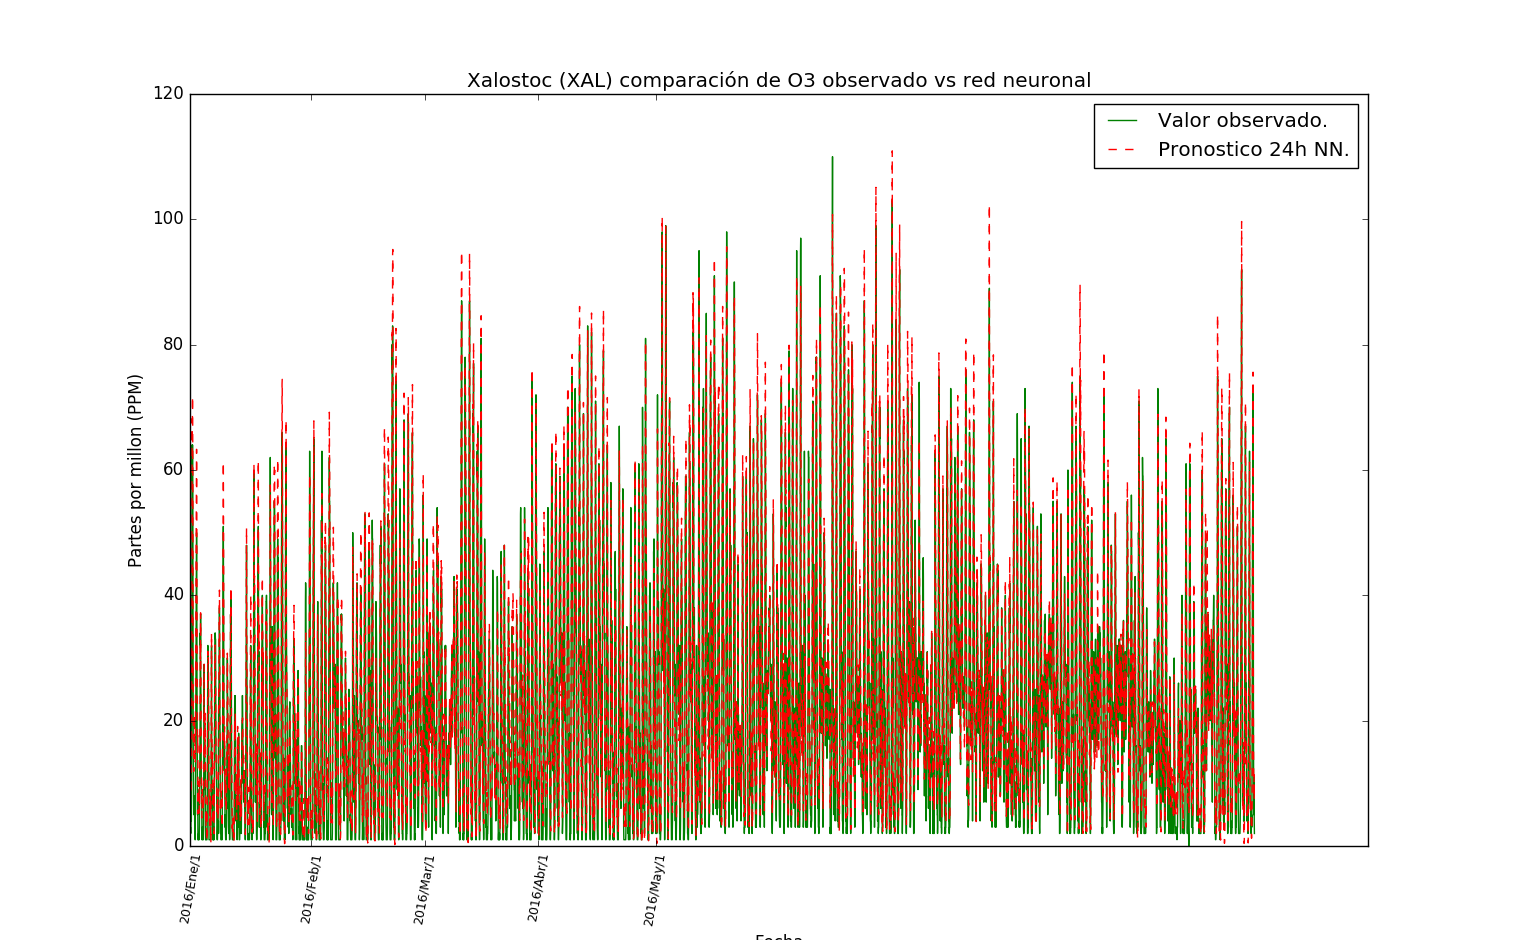 Xalostoc (XAL) comparación de O3 observado vs red neuronal
Valor observado.
Pronostico 24h NN.
Partes por millon (PPM)
120
100
80
60
40
20
0
2016/Ene/1
2016/Feb/1
2016/Mar/1
2016/Abr/1
2016/May/1
Fecha